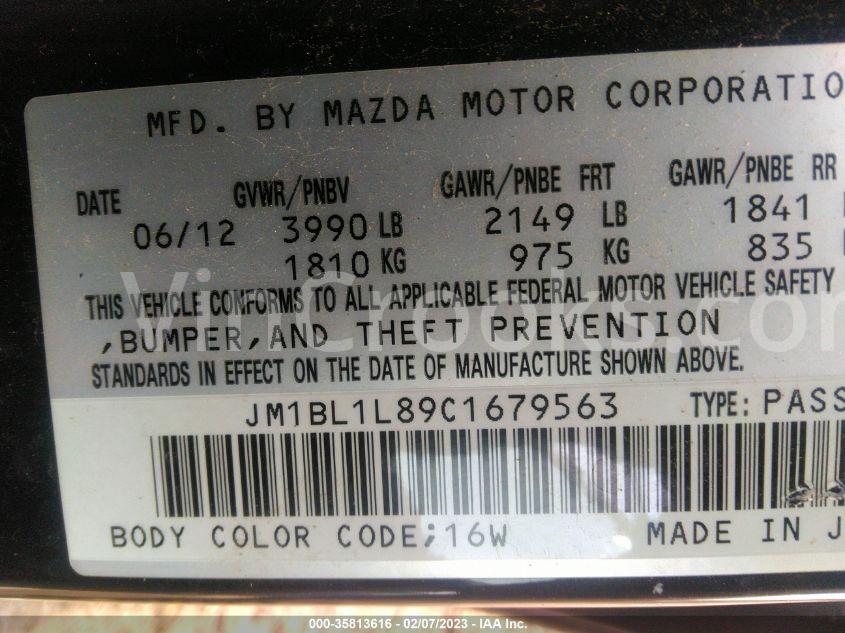 MFD. BY MAZDA MOTOR CORPORATIO
DATE GVWR/PNBV GAWR/PNBE FRT GAWR/PNBE RR
06/12 3990 LB 2149 LB 1841
1810 KG 975 KG 835
THIS VEHICLE CONFORMS TO ALL APPLICABLE FEDERAL MOTOR VEHICLE SAFETY
,BUMPER,AND THEFT PREVENTION
STANDARDS IN EFFECT ON THE DATE OF MANUFACTURE SHOWN ABOVE.
JM1BL1L89C1679563 TYPE: PASS
BODY COLOR CODE;16W MADE IN J
VinCrooks.com
000-35813616 — 02/07/2023 — IAA Inc.